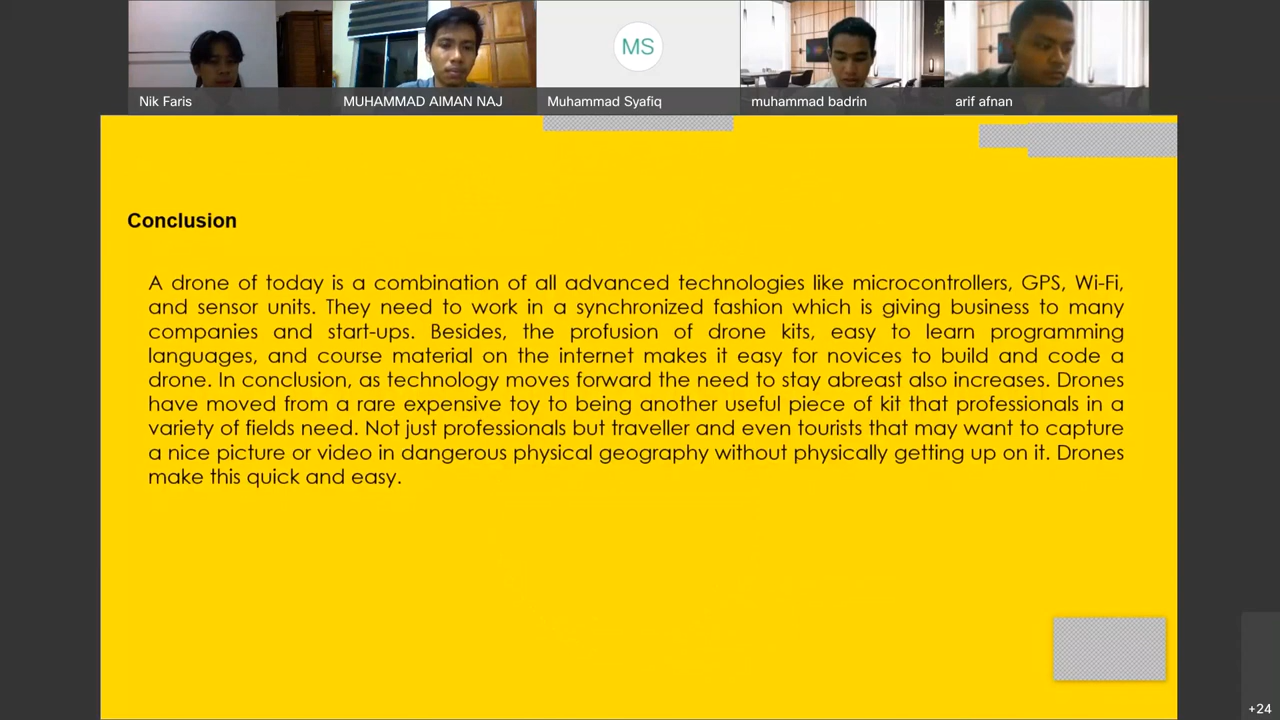 MS
Nik Faris
MUHAMMAD AIMAN NAJ
Muhammad Syafiq
muhammad badrin
arif afnan
Conclusion
A drone of today is a combination of all advanced technologies like microcontrollers, GPS, Wi-Fi,
and sensor units. They need to work in a synchronized fashion which is giving business to many
companies and start-ups. Besides, the profusion of drone kits, easy to learn programming
languages, and course material on the internet makes it easy for novices to build and code a
drone. In conclusion, as technology moves forward the need to stay abreast also increases. Drones
have moved from a rare expensive toy to being another useful piece of kit that professionals in a
variety of fields need. Not just professionals but traveller and even tourists that may want to capture
a nice picture or video in dangerous physical geography without physically getting up on it. Drones
make this quick and easy.
+24